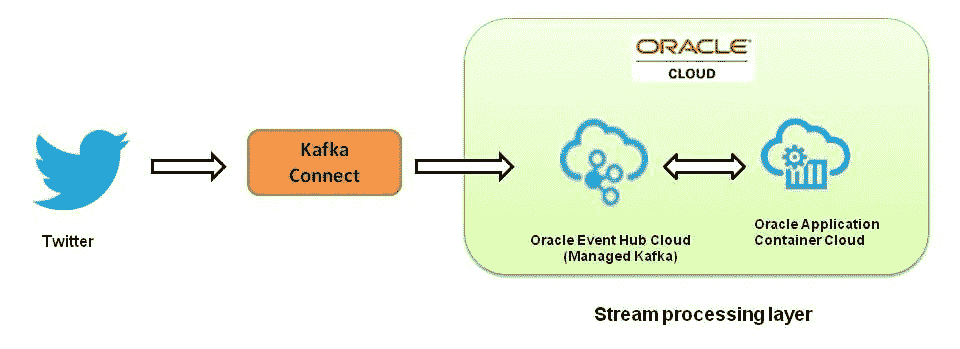 ORACLE
CLOUD
Kafka
Connect
Twitter
Oracle Event Hub Cloud
(Managed Kafka)
Oracle Application
Container Cloud
Stream processing layer